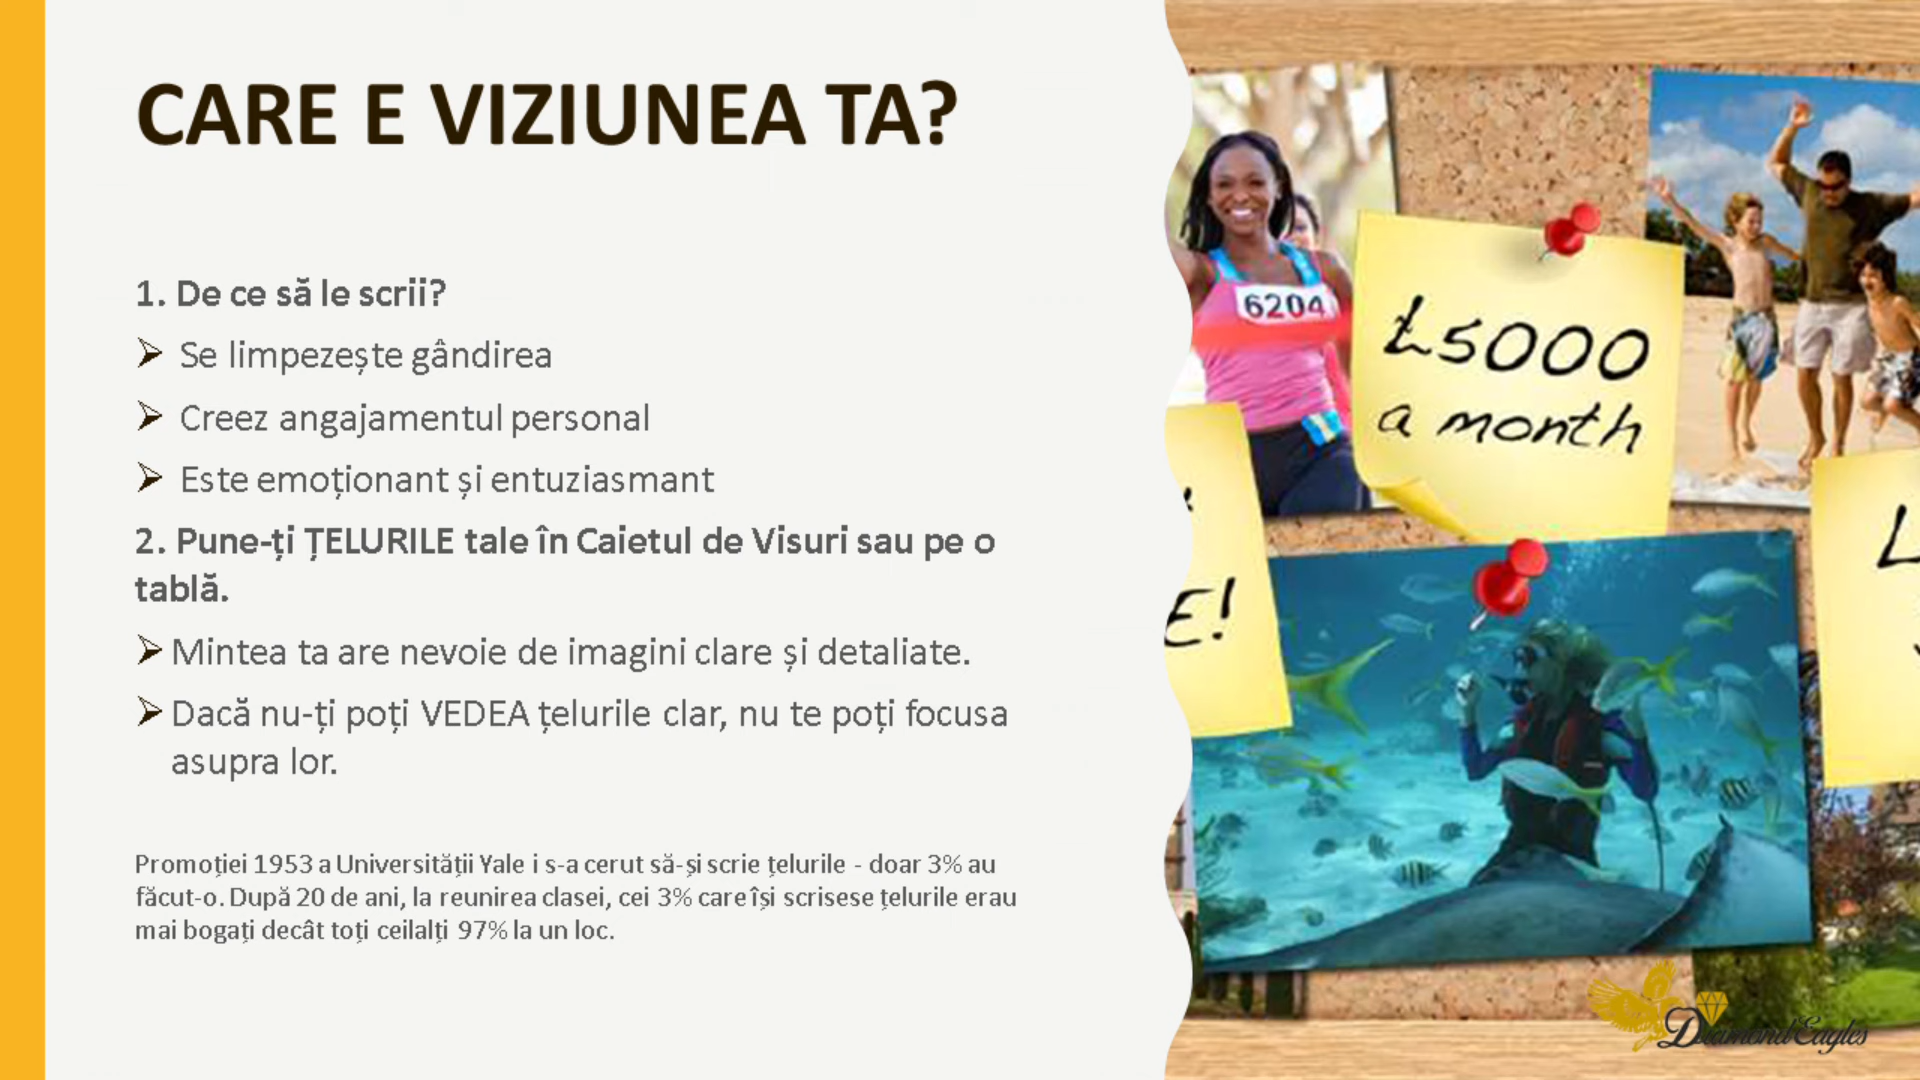 CARE E VIZIUNEA TA?
1. De ce să le scrii?
Se limpezește gândirea
Creez angajamentul personal
Este emoționant și entuziasmant
2. Pune-ți ȚELURILE tale în Caietul de Visuri sau pe o
tablă.
Mintea ta are nevoie de imagini clare și detaliate.
Dacă nu-ți poți VEDEA țelurile clar, nu te poți focusa
asupra lor.
Promoției 1953 a Universității Yale i s-a cerut să-și scrie țelurile - doar 3% au
făcut-o. După 20 de ani, la reunirea clasei, cei 3% care își scrisese țelurile erau
mai bogați decât toți ceilalți 97% la un loc.
6204
£5000
a month
E!
L
DiamondEagles